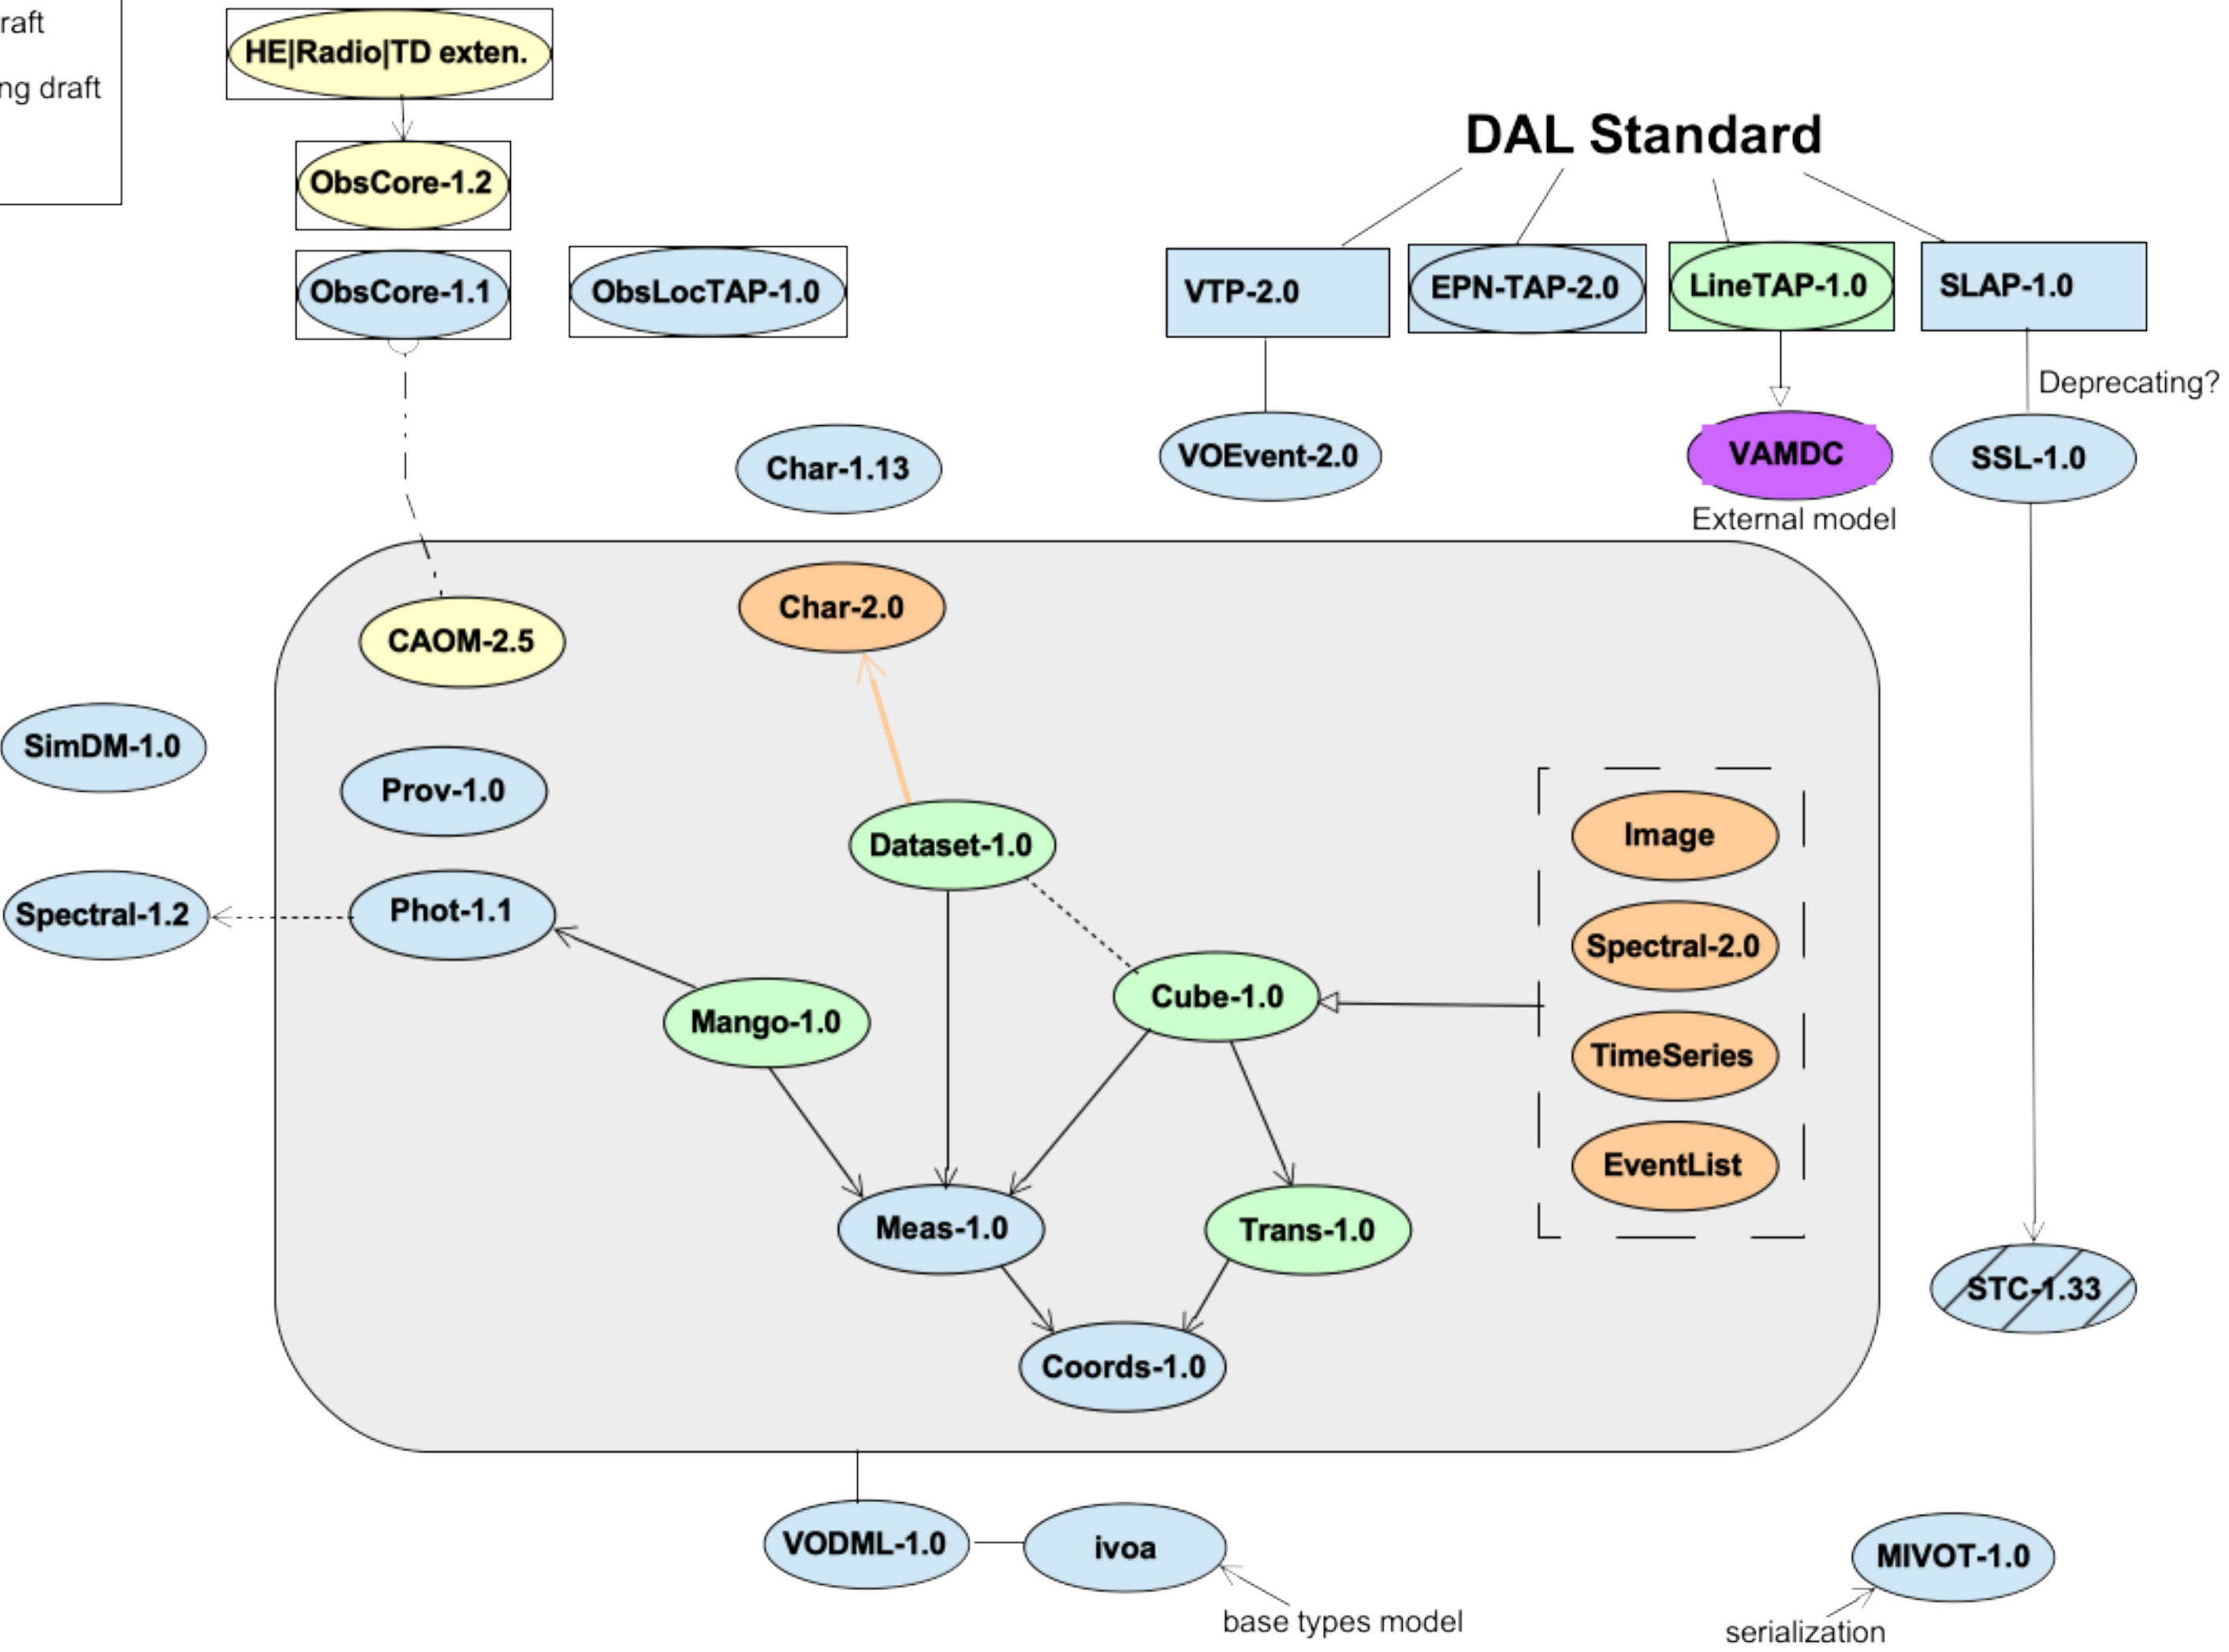 raft
ng draft
HE|Radio|TD exten.
ObsCore-1.2
ObsCore-1.1
ObsLocTAP-1.0
DAL Standard
VTP-2.0
EPN-TAP-2.0
LineTAP-1.0
SLAP-1.0
Deprecating?
Char-1.13
VOEvent-2.0
VAMDC
SSL-1.0
External model
Char-2.0
CAOM-2.5
SimDM-1.0
Prov-1.0
Dataset-1.0
Image
Spectral-1.2
Phot-1.1
Spectral-2.0
Mango-1.0
Cube-1.0
TimeSeries
EventList
Meas-1.0
Trans-1.0
STC-1.33
Coords-1.0
VODML-1.0
ivoa
MIVOT-1.0
base types model
serialization